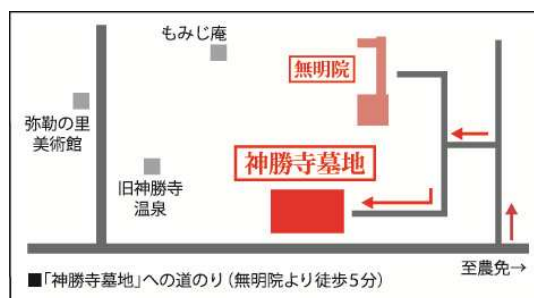 もみじ庵
無明院
弥勒の里
美術館
神勝寺墓地
旧神勝寺
温泉
至農免→
■「神勝寺墓地」への道のり(無明院より徒歩5分)